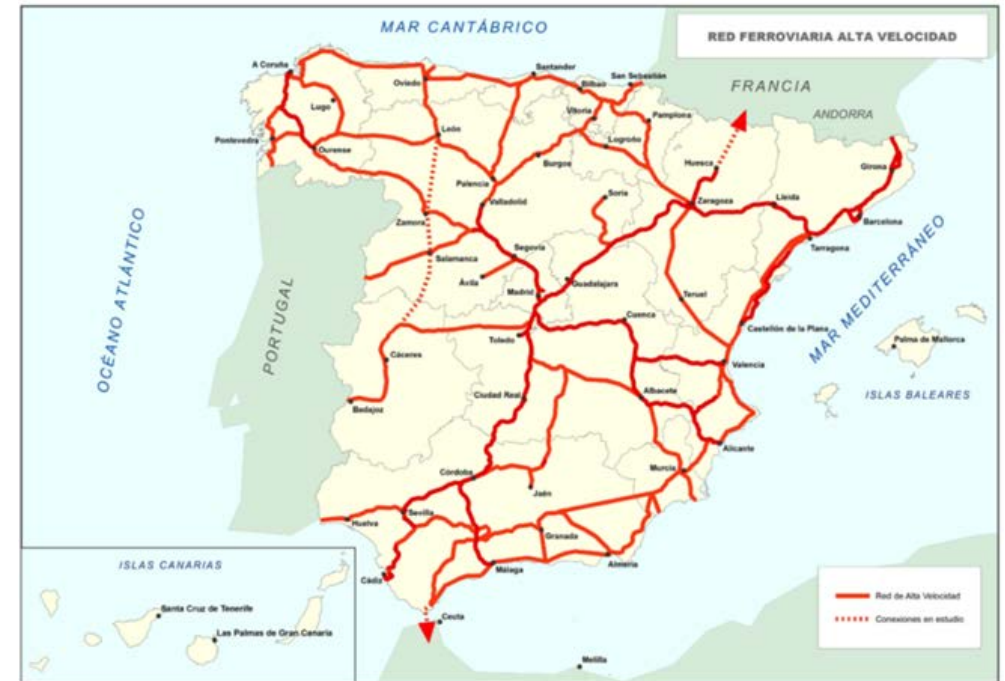 MAR CANTÁBRICO
RED FERROVIARIA ALTA VELOCIDAD
A Coruña
Oviedo
Santander
Bilbao
San Sebastián
FRANCIA
ANDORRA
Lugo
Vitoria
Pamplona
León
Logroño
Pontevedra
Ourense
Burgos
Huesca
Girona
Palencia
Soria
Zaragoza
Lleida
Valladolid
Barcelona
Zamora
Tarragona
Segovia
Salamanca
Ávila
Guadalajara
Madrid
Teruel
OCÉANO ATLÁNTICO
PORTUGAL
MAR MEDITERRÁNEO
Cuenca
Castellón de la Plana
Toledo
Palma de Mallorca
Cáceres
Valencia
ISLAS BALEARES
Ciudad Real
Albacete
Badajoz
Alicante
Murcia
Córdoba
Jaén
Sevilla
Huelva
Granada
Almería
Málaga
Cádiz
Ceuta
Melilla
ISLAS CANARIAS
Santa Cruz de Tenerife
Las Palmas de Gran Canaria
Red de Alta Velocidad
Conexiones en estudio